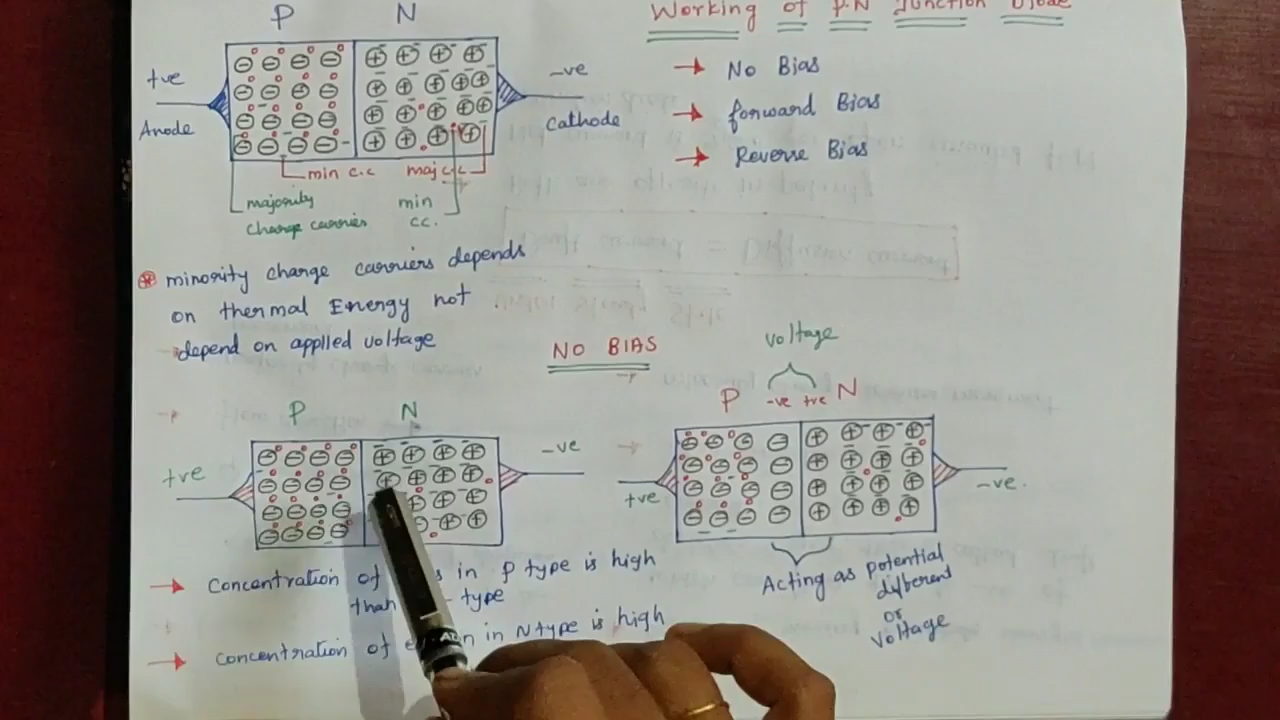 P N
Working of P.N Junction Diode
→ No Bias
→ forward Bias
→ Reverse Bias
+ve
Anode
-ve
Cathode
min c.c maj c.c
majority
charge carries
min
cc.
minority charge carriers depends
on thermal Energy not
depend on applled voltage
NO BIAS
voltage
P N
+ve
-ve
P -ve +ve N
+ve
-ve.
→ Concentration of in P type is high
than type
→ concentration of in N type is high
Acting as potential
different
or
voltage